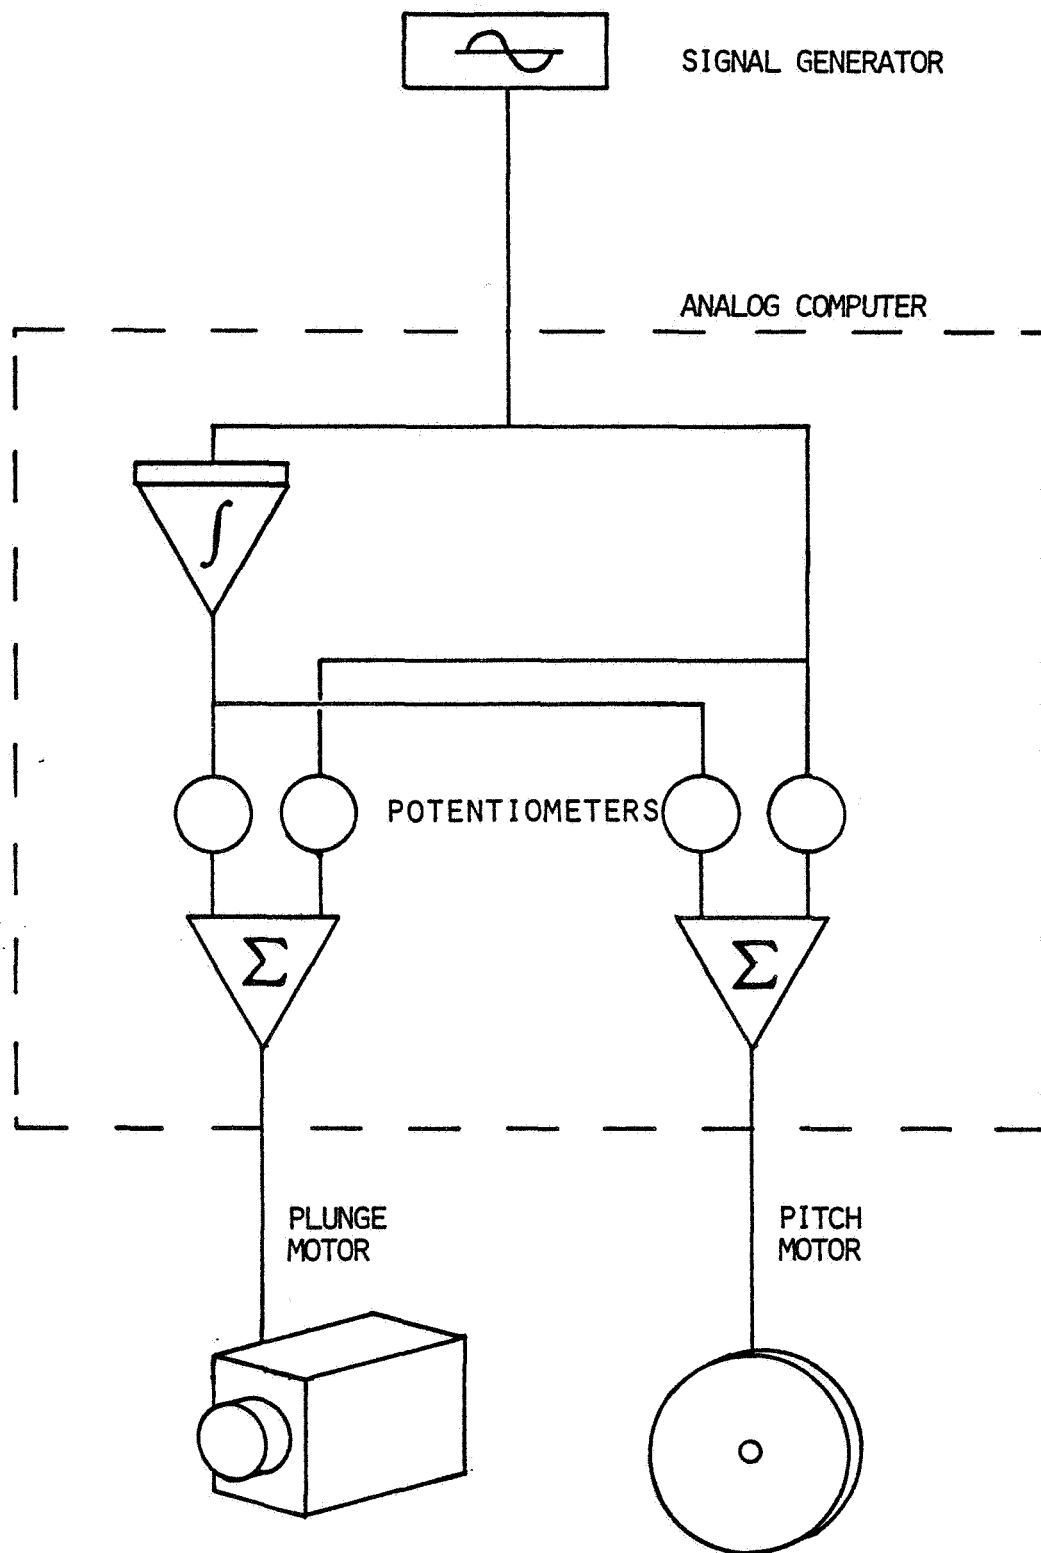 SIGNAL GENERATOR
ANALOG COMPUTER
∫
POTENTIOMETERS
Σ
Σ
PLUNGE
MOTOR
PITCH
MOTOR